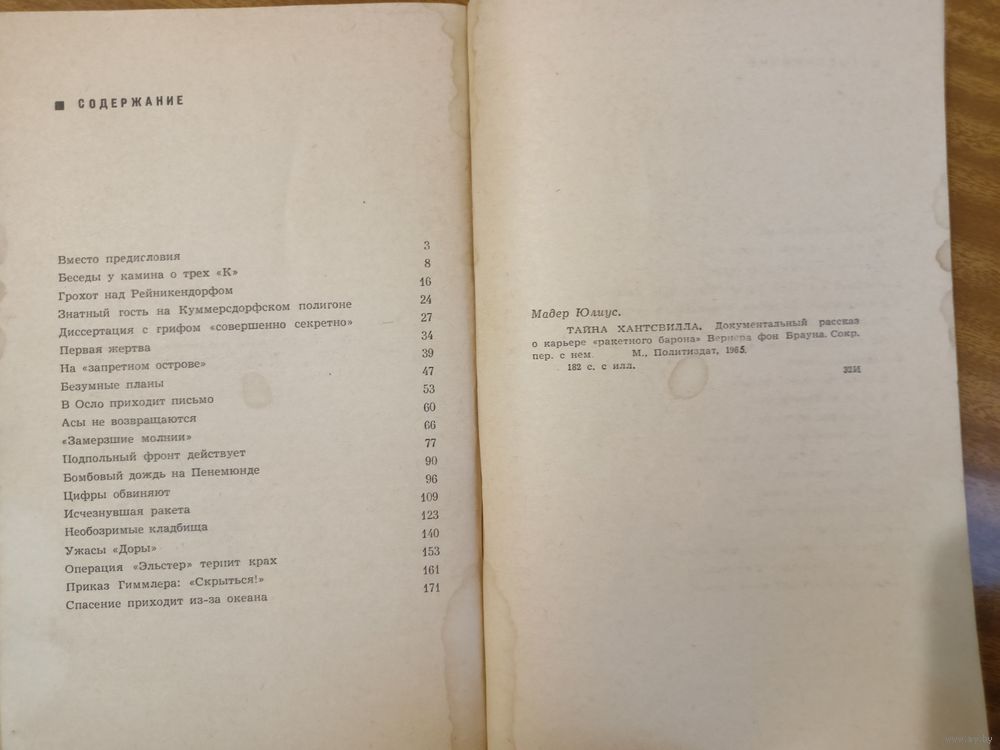 ■ СОДЕРЖАНИЕ
Вместо предисловия 3
Беседы у камина о трех «К» 8
Грохот над Рейникендорфом 16
Знатный гость на Куммерсдорфском полигоне 24
Диссертация с грифом «совершенно секретно» 27
Первая жертва 34
На «запретном острове» 39
Безумные планы 47
В Осло приходит письмо 53
Асы не возвращаются 60
«Замерзшие молнии» 66
Подпольный фронт действует 77
Бомбовый дождь на Пенемюнде 90
Цифры обвиняют 96
Исчезнувшая ракета 109
Необозримые кладбища 123
Ужасы «Доры» 140
Операция «Эльстер» терпит крах 153
Приказ Гиммлера: «Скрыться!» 161
Спасение приходит из-за океана 171
Мадер Юлиус.
ТАЙНА ХАНТСВИЛЛА. Документальный рассказ
о карьере «ракетного барона» Вернера фон Брауна. Сокр.
пер. с нем. М., Политиздат, 1965.
182 с. с илл.
32И
www.ay.by